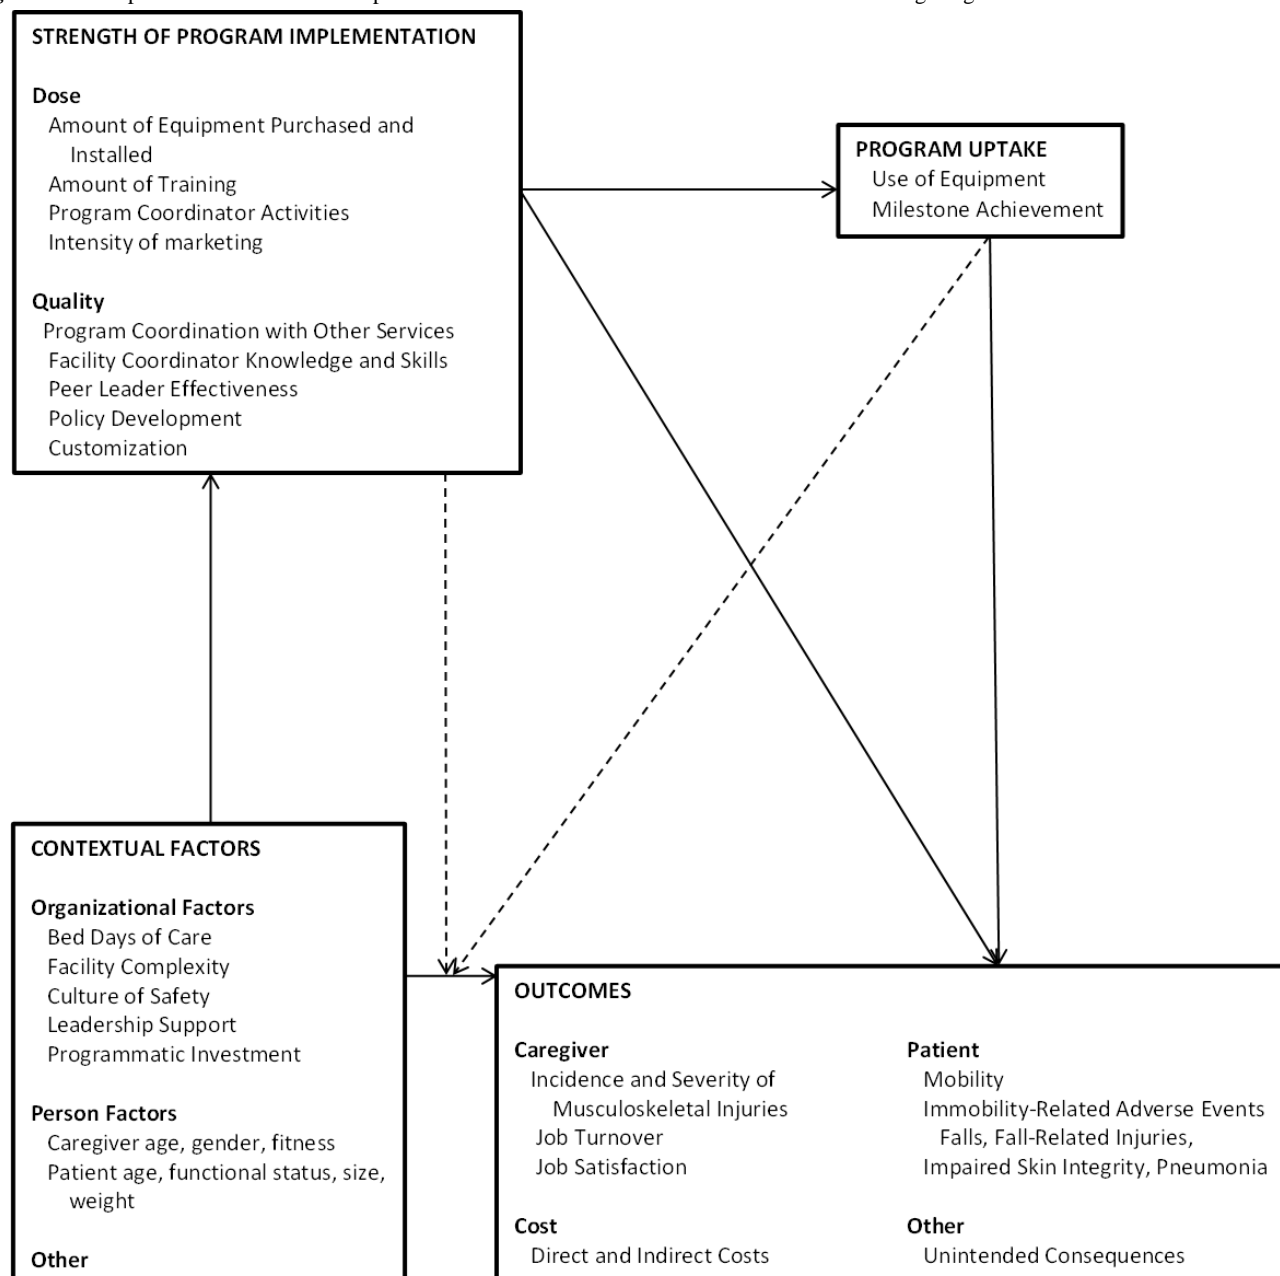 STRENGTH OF PROGRAM IMPLEMENTATION
Dose
Amount of Equipment Purchased and
Installed
Amount of Training
Program Coordinator Activities
Intensity of marketing
Quality
Program Coordination with Other Services
Facility Coordinator Knowledge and Skills
Peer Leader Effectiveness
Policy Development
Customization
PROGRAM UPTAKE
Use of Equipment
Milestone Achievement
CONTEXTUAL FACTORS
Organizational Factors
Bed Days of Care
Facility Complexity
Culture of Safety
Leadership Support
Programmatic Investment
Person Factors
Caregiver age, gender, fitness
Patient age, functional status, size,
weight
Other
OUTCOMES
Caregiver
Incidence and Severity of
Musculoskeletal Injuries
Job Turnover
Job Satisfaction
Cost
Direct and Indirect Costs
Patient
Mobility
Immobility-Related Adverse Events
Falls, Fall-Related Injuries,
Impaired Skin Integrity, Pneumonia
Other
Unintended Consequences